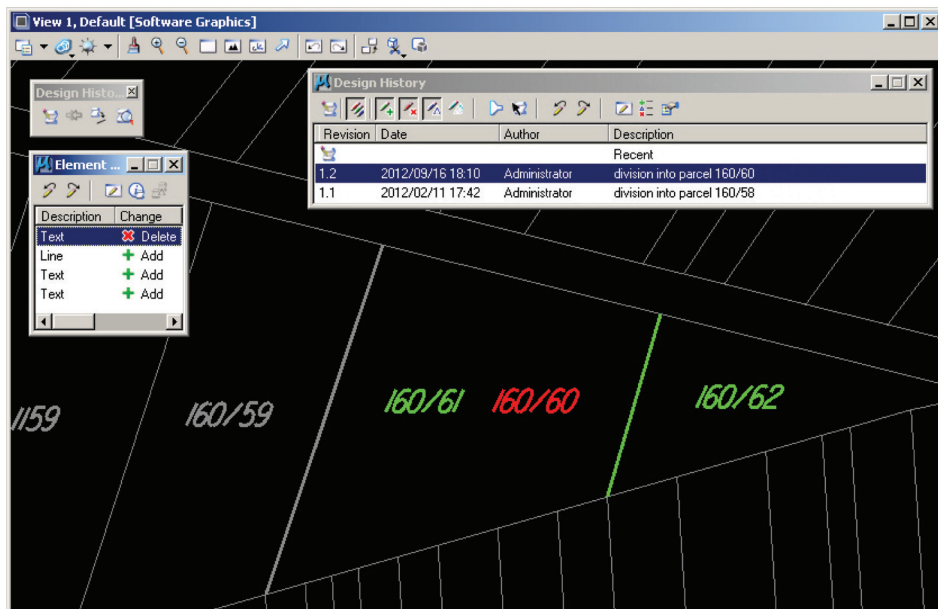 View 1, Default [Software Graphics]
Design Histo...
Design History
Revision Date Author Description
Recent
1.2 2012/09/16 18:10 Administrator division into parcel 160/60
1.1 2012/02/11 17:42 Administrator division into parcel 160/58
Element ...
Description Change
Text Delete
Line Add
Text Add
Text Add
1159 160/59 160/61 160/60 160/62